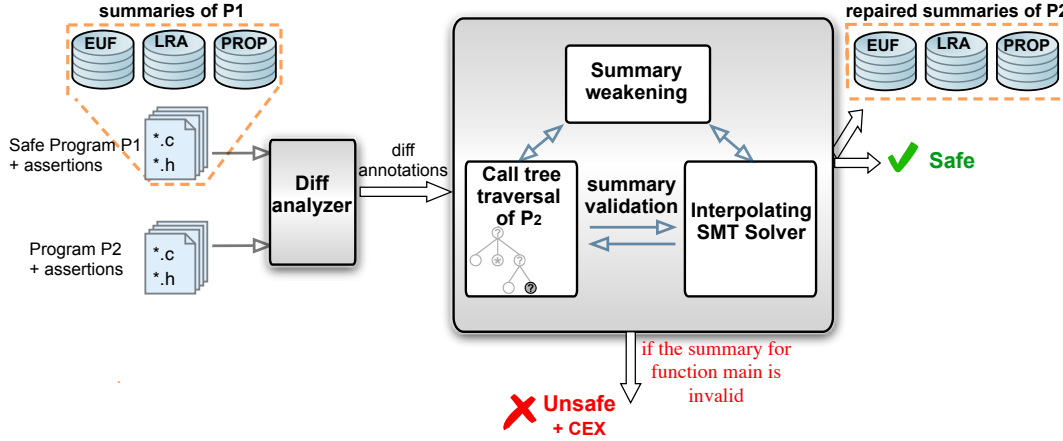 summaries of P1
EUF
LRA
PROP
Safe Program P1
+ assertions
*.c
*.h
Program P2
+ assertions
*.c
*.h
Diff
analyzer
diff
annotations
Summary
weakening
Call tree
traversal
of P2
?
*
?
?
summary
validation
Interpolating
SMT Solver
repaired summaries of P2
EUF
LRA
PROP
Safe
if the summary for
function main is
invalid
Unsafe
+ CEX